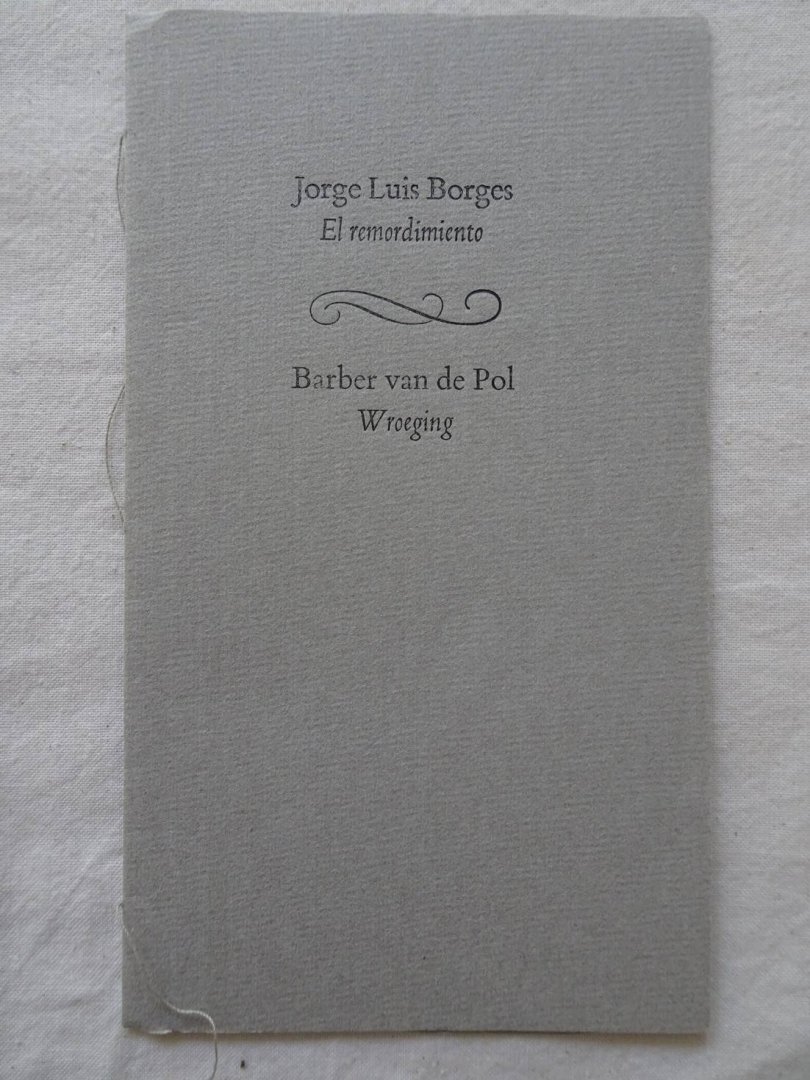 Jorge Luis Borges
El remordimiento
Barber van de Pol
Wroeging